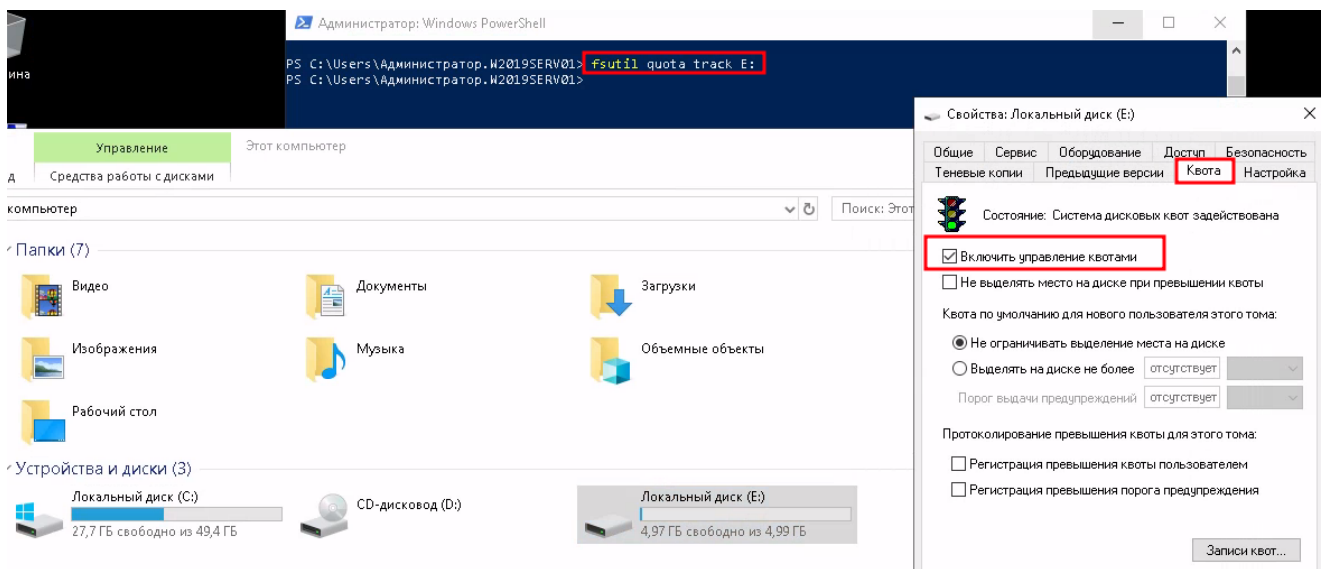 Администратор: Windows PowerShell
ина
PS C:\Users\Администратор.W2019SERV01> fsutil quota track E:
PS C:\Users\Администратор.W2019SERV01>
Управление
Этот компьютер
д
Средства работы с дисками
компьютер
Поиск: Этот
Папки (7)
Видео
Документы
Загрузки
Изображения
Музыка
Объемные объекты
Рабочий стол
Устройства и диски (3)
Локальный диск (C:)
27,7 ГБ свободно из 49,4 ГБ
CD-дисковод (D:)
Локальный диск (E:)
4,97 ГБ свободно из 4,99 ГБ
Свойства: Локальный диск (E:)
Общие Сервис Оборудование Доступ Безопасность
Теневые копии Предыдущие версии Квота Настройка
Состояние: Система дисковых квот задействована
Включить управление квотами
Не выделять место на диске при превышении квоты
Квота по умолчанию для нового пользователя этого тома:
Не ограничивать выделение места на диске
Выделять на диске не более отсутствует
Порог выдачи предупреждений отсутствует
Протоколирование превышения квоты для этого тома:
Регистрация превышения квоты пользователем
Регистрация превышения порога предупреждения
Записи квот...